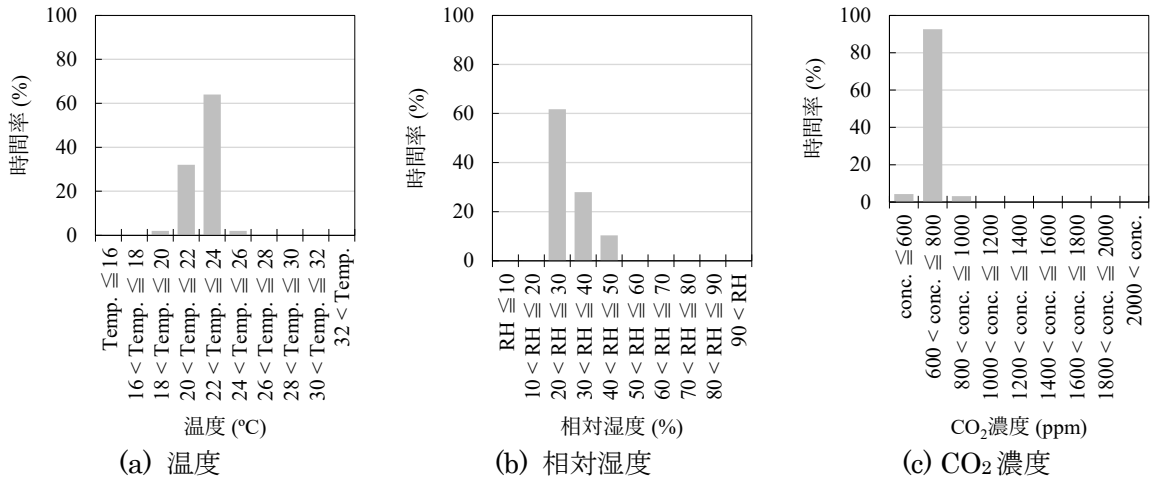 100
80
60
40
20
0
時間率 (%)
Temp. ≦ 16
16 < Temp. ≦ 18
18 < Temp. ≦ 20
20 < Temp. ≦ 22
22 < Temp. ≦ 24
24 < Temp. ≦ 26
26 < Temp. ≦ 28
28 < Temp. ≦ 30
30 < Temp. ≦ 32
32 < Temp.
温度 (ºC)
(a) 温度
100
80
60
40
20
0
時間率 (%)
RH ≦ 10
10 < RH ≦ 20
20 < RH ≦ 30
30 < RH ≦ 40
40 < RH ≦ 50
50 < RH ≦ 60
60 < RH ≦ 70
70 < RH ≦ 80
80 < RH ≦ 90
90 < RH
相対湿度 (%)
(b) 相対湿度
100
80
60
40
20
0
時間率 (%)
conc. ≦600
600 < conc. ≦ 800
800 < conc. ≦ 1000
1000 < conc. ≦ 1200
1200 < conc. ≦ 1400
1400 < conc. ≦ 1600
1600 < conc. ≦ 1800
1800 < conc. ≦ 2000
2000 < conc.
CO₂濃度 (ppm)
(c) CO₂ 濃度